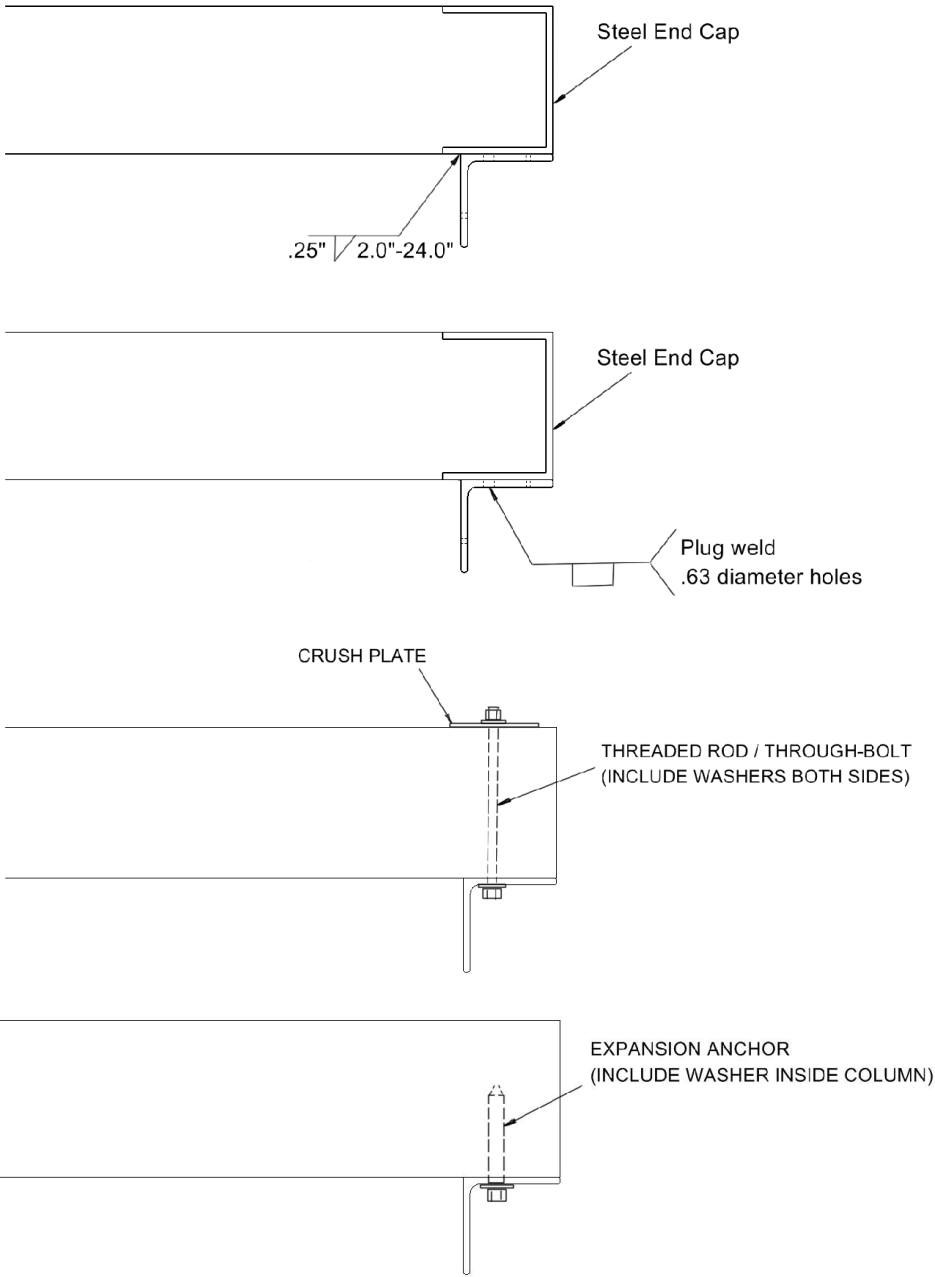 Steel End Cap
.25" 2.0"-24.0"
Steel End Cap
Plug weld
.63 diameter holes
CRUSH PLATE
THREADED ROD / THROUGH-BOLT
(INCLUDE WASHERS BOTH SIDES)
EXPANSION ANCHOR
(INCLUDE WASHER INSIDE COLUMN)